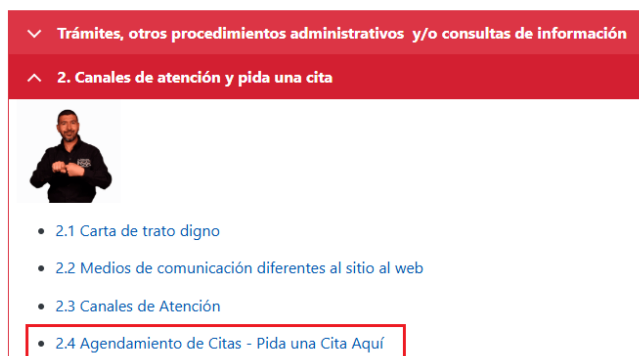 Trámites, otros procedimientos administrativos y/o consultas de información
2. Canales de atención y pida una cita
2.1 Carta de trato digno
2.2 Medios de comunicación diferentes al sitio al web
2.3 Canales de Atención
2.4 Agendamiento de Citas - Pida una Cita Aquí